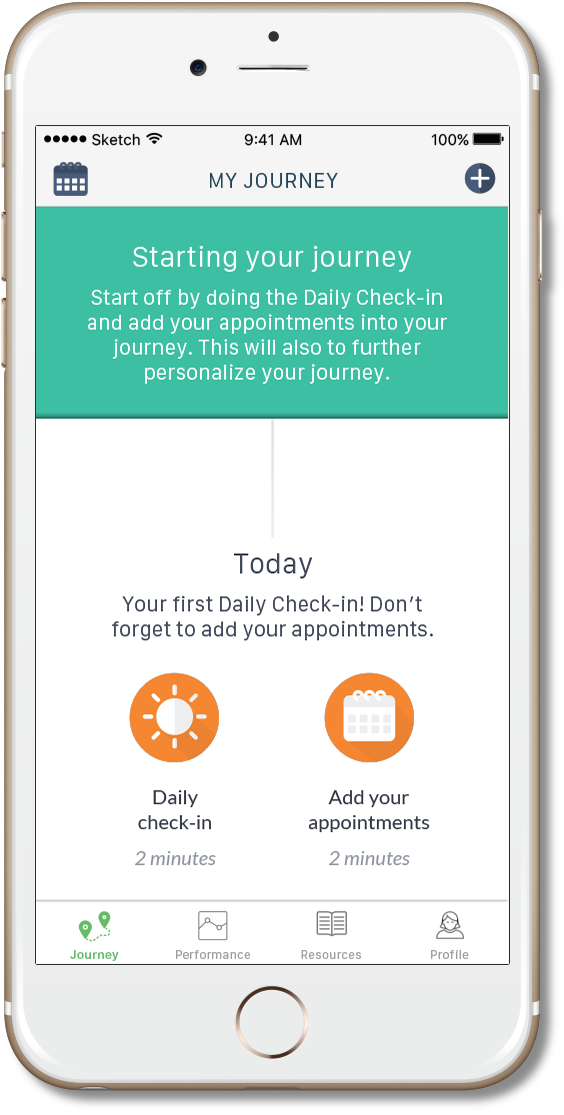 Sketch 9:41 AM 100%
MY JOURNEY
Starting your journey
Start off by doing the Daily Check-in
and add your appointments into your
journey. This will also to further
personalize your journey.
Today
Your first Daily Check-in! Don’t
forget to add your appointments.
Daily
check-in
2 minutes
Add your
appointments
2 minutes
Journey Performance Resources Profile